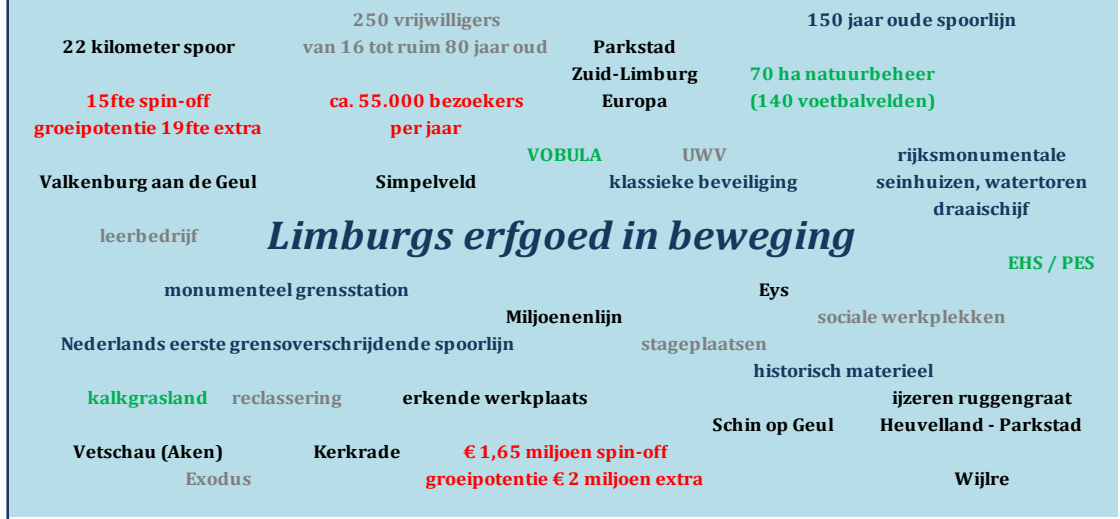 250 vrijwilligers
150 jaar oude spoorlijn
22 kilometer spoor
van 16 tot ruim 80 jaar oud
Parkstad
Zuid-Limburg
70 ha natuurbeheer
15fte spin-off
ca. 55.000 bezoekers
Europa
(140 voetbalvelden)
groeipotentie 19fte extra
per jaar
VOBULA
UWV
rijksmonumentale
Valkenburg aan de Geul
Simpelveld
klassieke beveiliging
seinhuizen, watertoren
draaischijf
leerbedrijf
Limburgs erfgoed in beweging
EHS / PES
monumenteel grensstation
Eys
Miljoenenlijn
sociale werkplekken
Nederlands eerste grensoverschrijdende spoorlijn
stageplaatsen
historisch materieel
kalkgrasland
reclassering
erkende werkplaats
ijzeren ruggengraat
Schin op Geul
Heuvelland - Parkstad
Vetschau (Aken)
Kerkrade
€ 1,65 miljoen spin-off
Exodus
groeipotentie € 2 miljoen extra
Wijlre